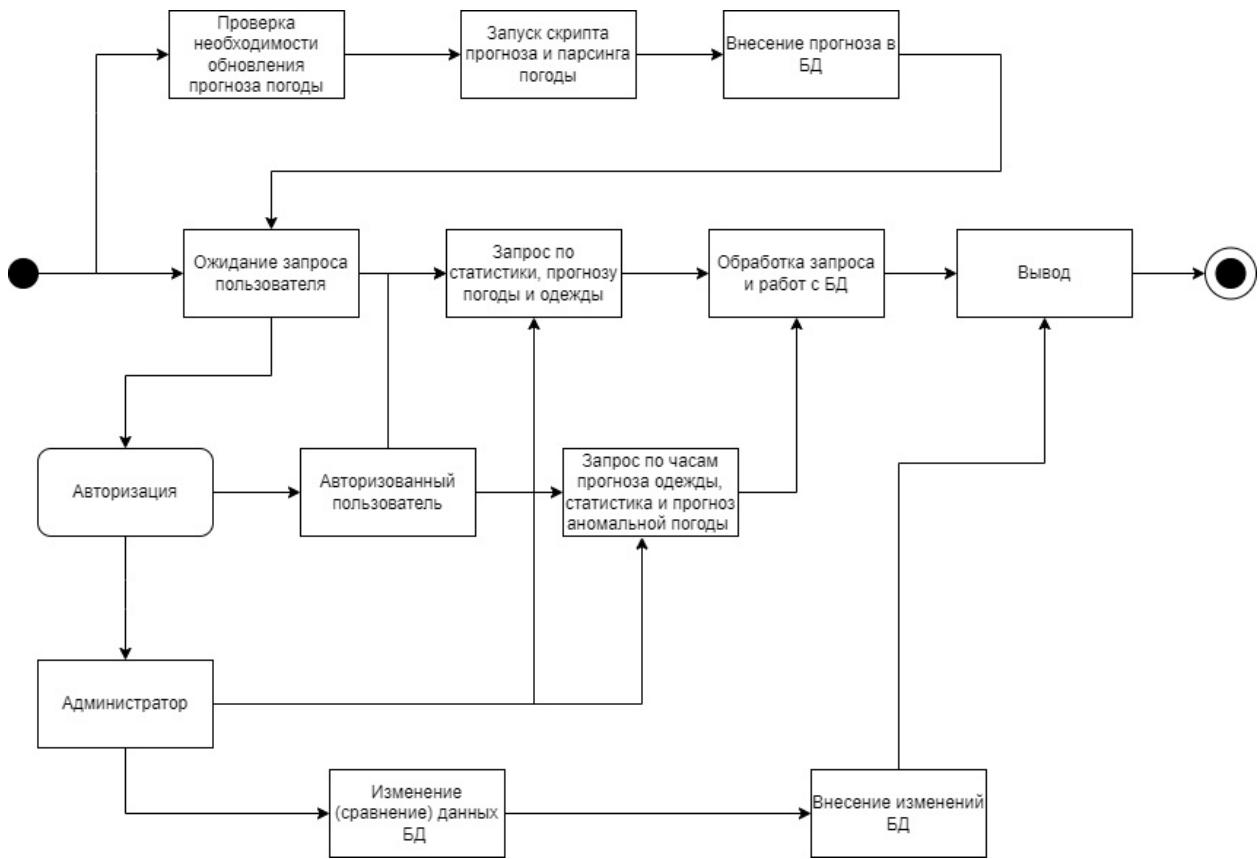 Проверка
необходимости
обновления
прогноза погоды
Запуск скрипта
прогноза и парсинга
погоды
Внесение прогноза в
БД
Ожидание запроса
пользователя
Запрос по
статистики, прогнозу
погоды и одежды
Обработка запроса
и работ с БД
Вывод
Авторизация
Авторизованный
пользователь
Запрос по часам
прогноза одежды,
статистика и прогноз
аномальной погоды
Администратор
Изменение
(сравнение) данных
БД
Внесение изменений
БД